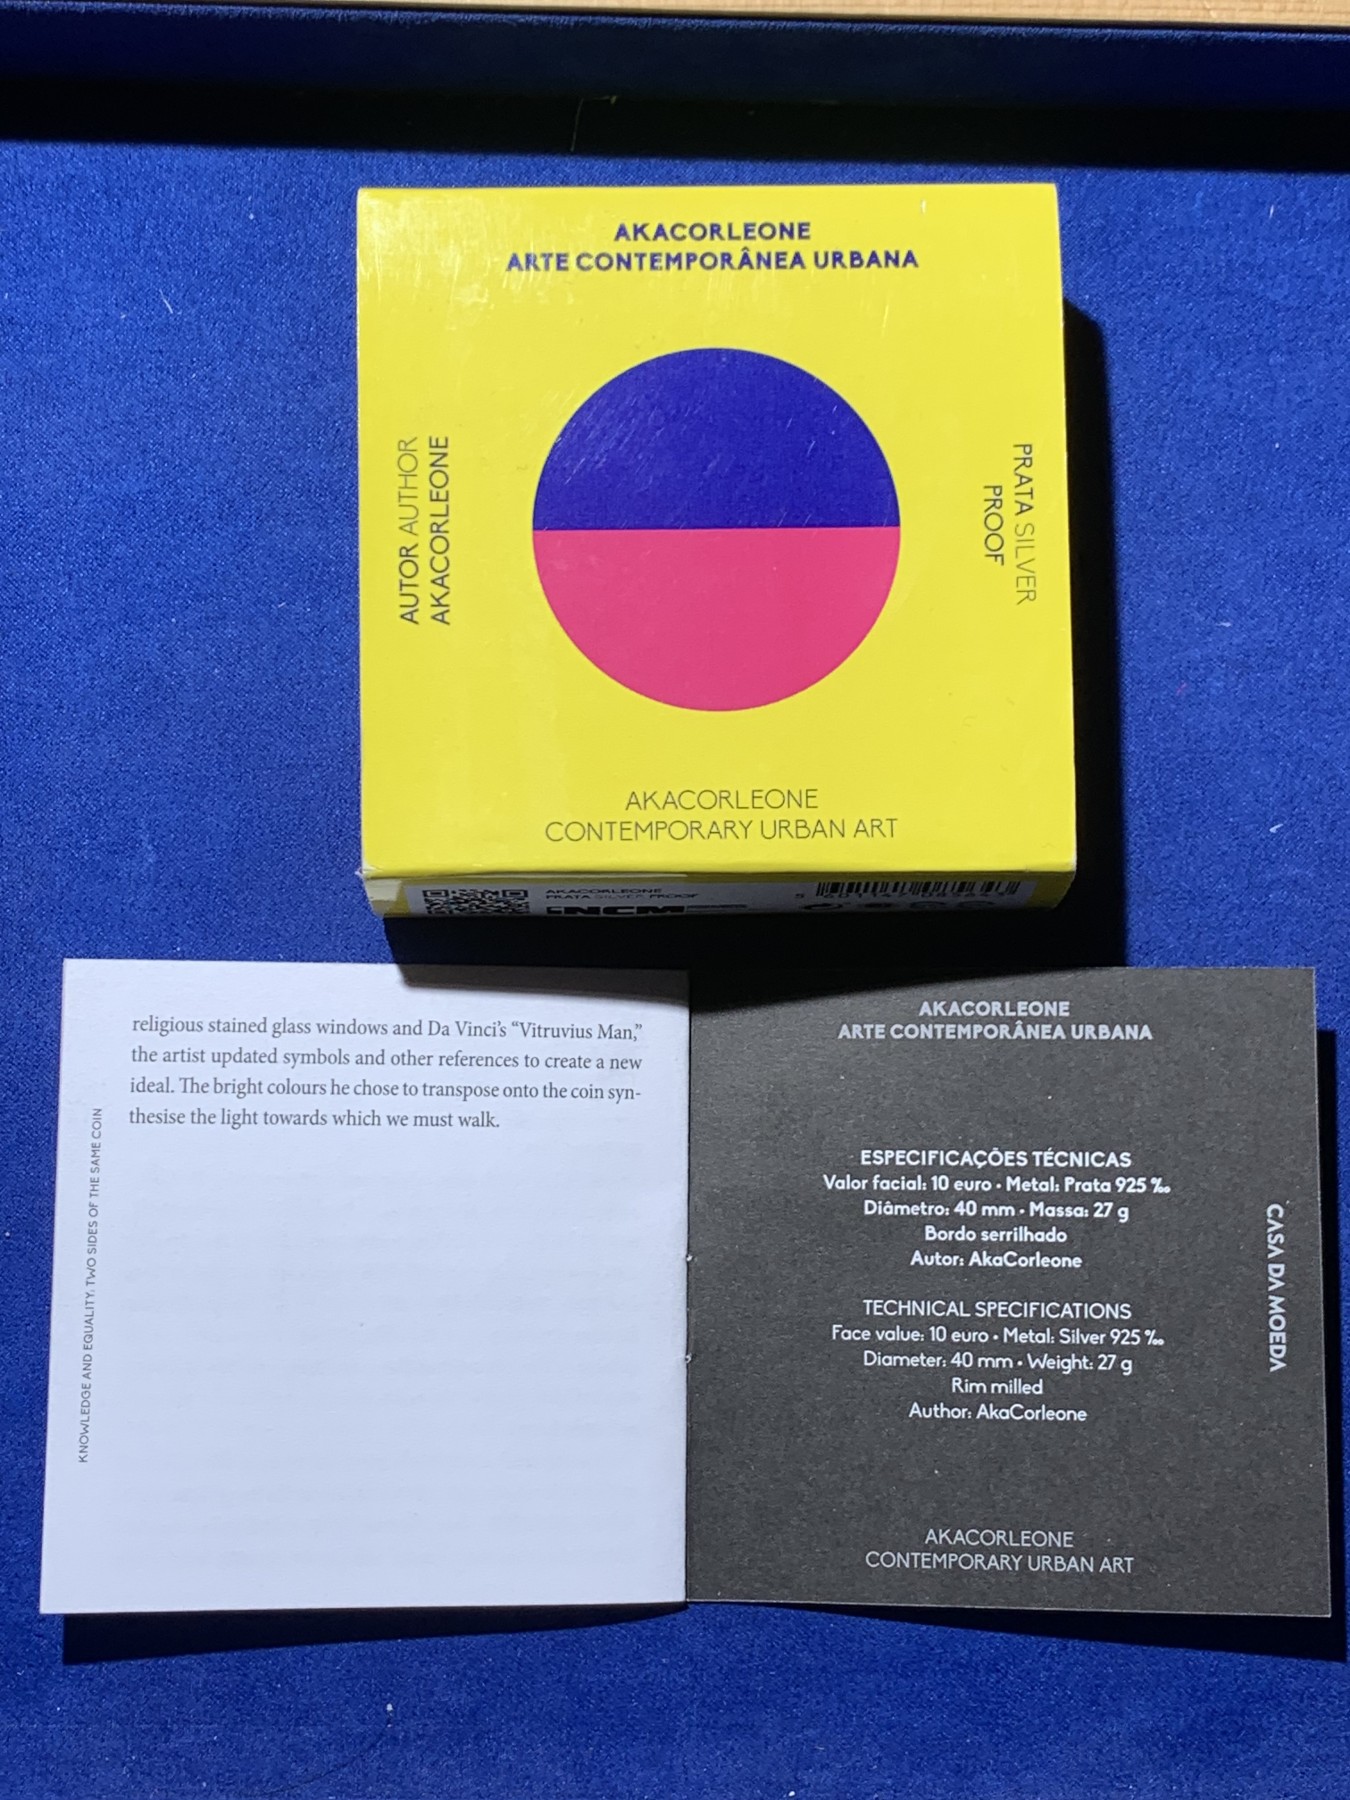 AKACORLEONE
ARTE CONTEMPORÂNEA URBANA
AUTOR AUTHOR
AKACORLEONE
PRATA SILVER
PROOF
AKACORLEONE
CONTEMPORARY URBAN ART
AKACORLEONE
PRATA SILVER PROOF
INCM
religious stained glass windows and Da Vinci’s “Vitruvius Man,”
the artist updated symbols and other references to create a new
ideal. The bright colours he chose to transpose onto the coin syn-
thesise the light towards which we must walk.
KNOWLEDGE AND EQUALITY, TWO SIDES OF THE SAME COIN
AKACORLEONE
ARTE CONTEMPORÂNEA URBANA
ESPECIFICAÇÕES TÉCNICAS
Valor facial: 10 euro • Metal: Prata 925 ‰
Diâmetro: 40 mm • Massa: 27 g
Bordo serrilhado
Autor: AkaCorleone
TECHNICAL SPECIFICATIONS
Face value: 10 euro • Metal: Silver 925 ‰
Diameter: 40 mm • Weight: 27 g
Rim milled
Author: AkaCorleone
CASA DA MOEDA
AKACORLEONE
CONTEMPORARY URBAN ART